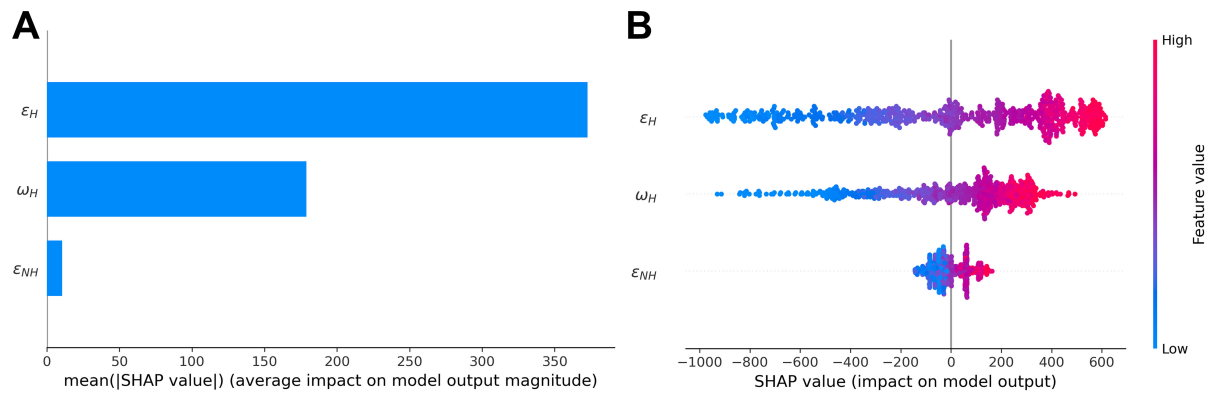 A
ε_H
ω_H
ε_NH
0 50 100 150 200 250 300 350
mean(|SHAP value|) (average impact on model output magnitude)
B
ε_H
ω_H
ε_NH
−1000 −800 −600 −400 −200 0 200 400 600
SHAP value (impact on model output)
High
Low
Feature value